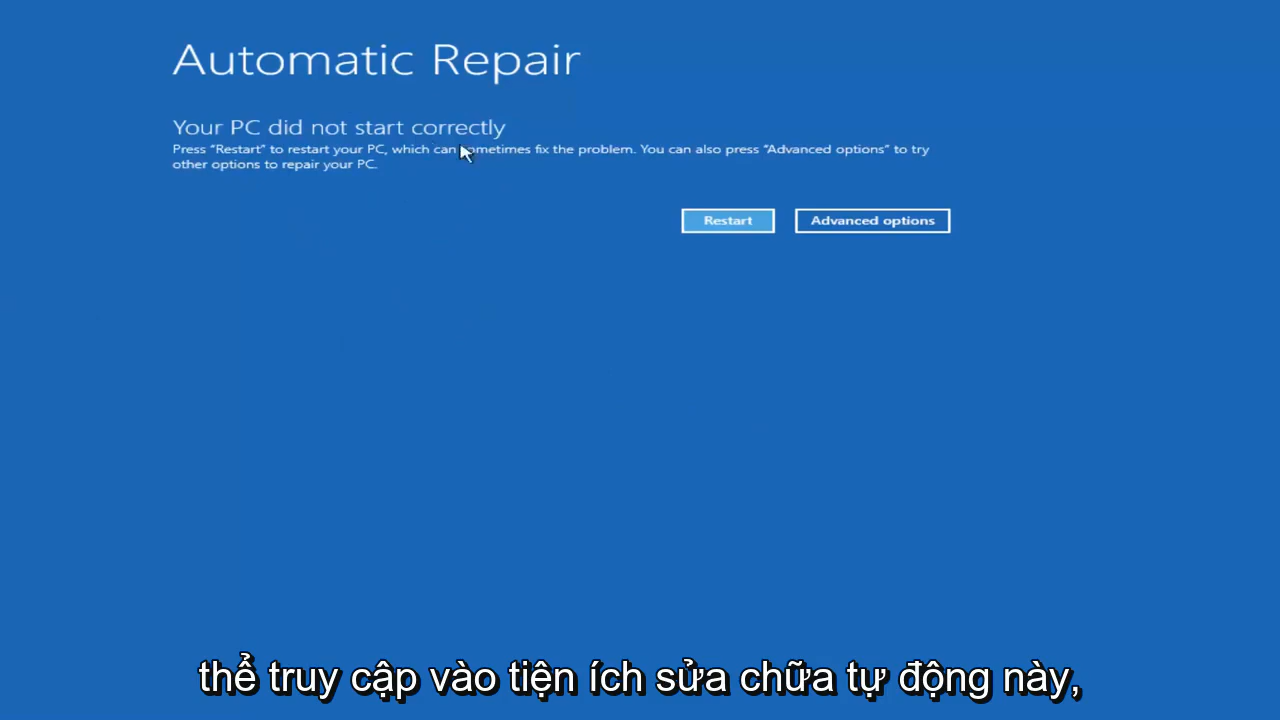 Automatic Repair
Your PC did not start correctly
Press “Restart” to restart your PC, which can sometimes fix the problem. You can also press “Advanced options” to try
other options to repair your PC.
Restart
Advanced options
thể truy cập vào tiện ích sửa chữa tự động này,